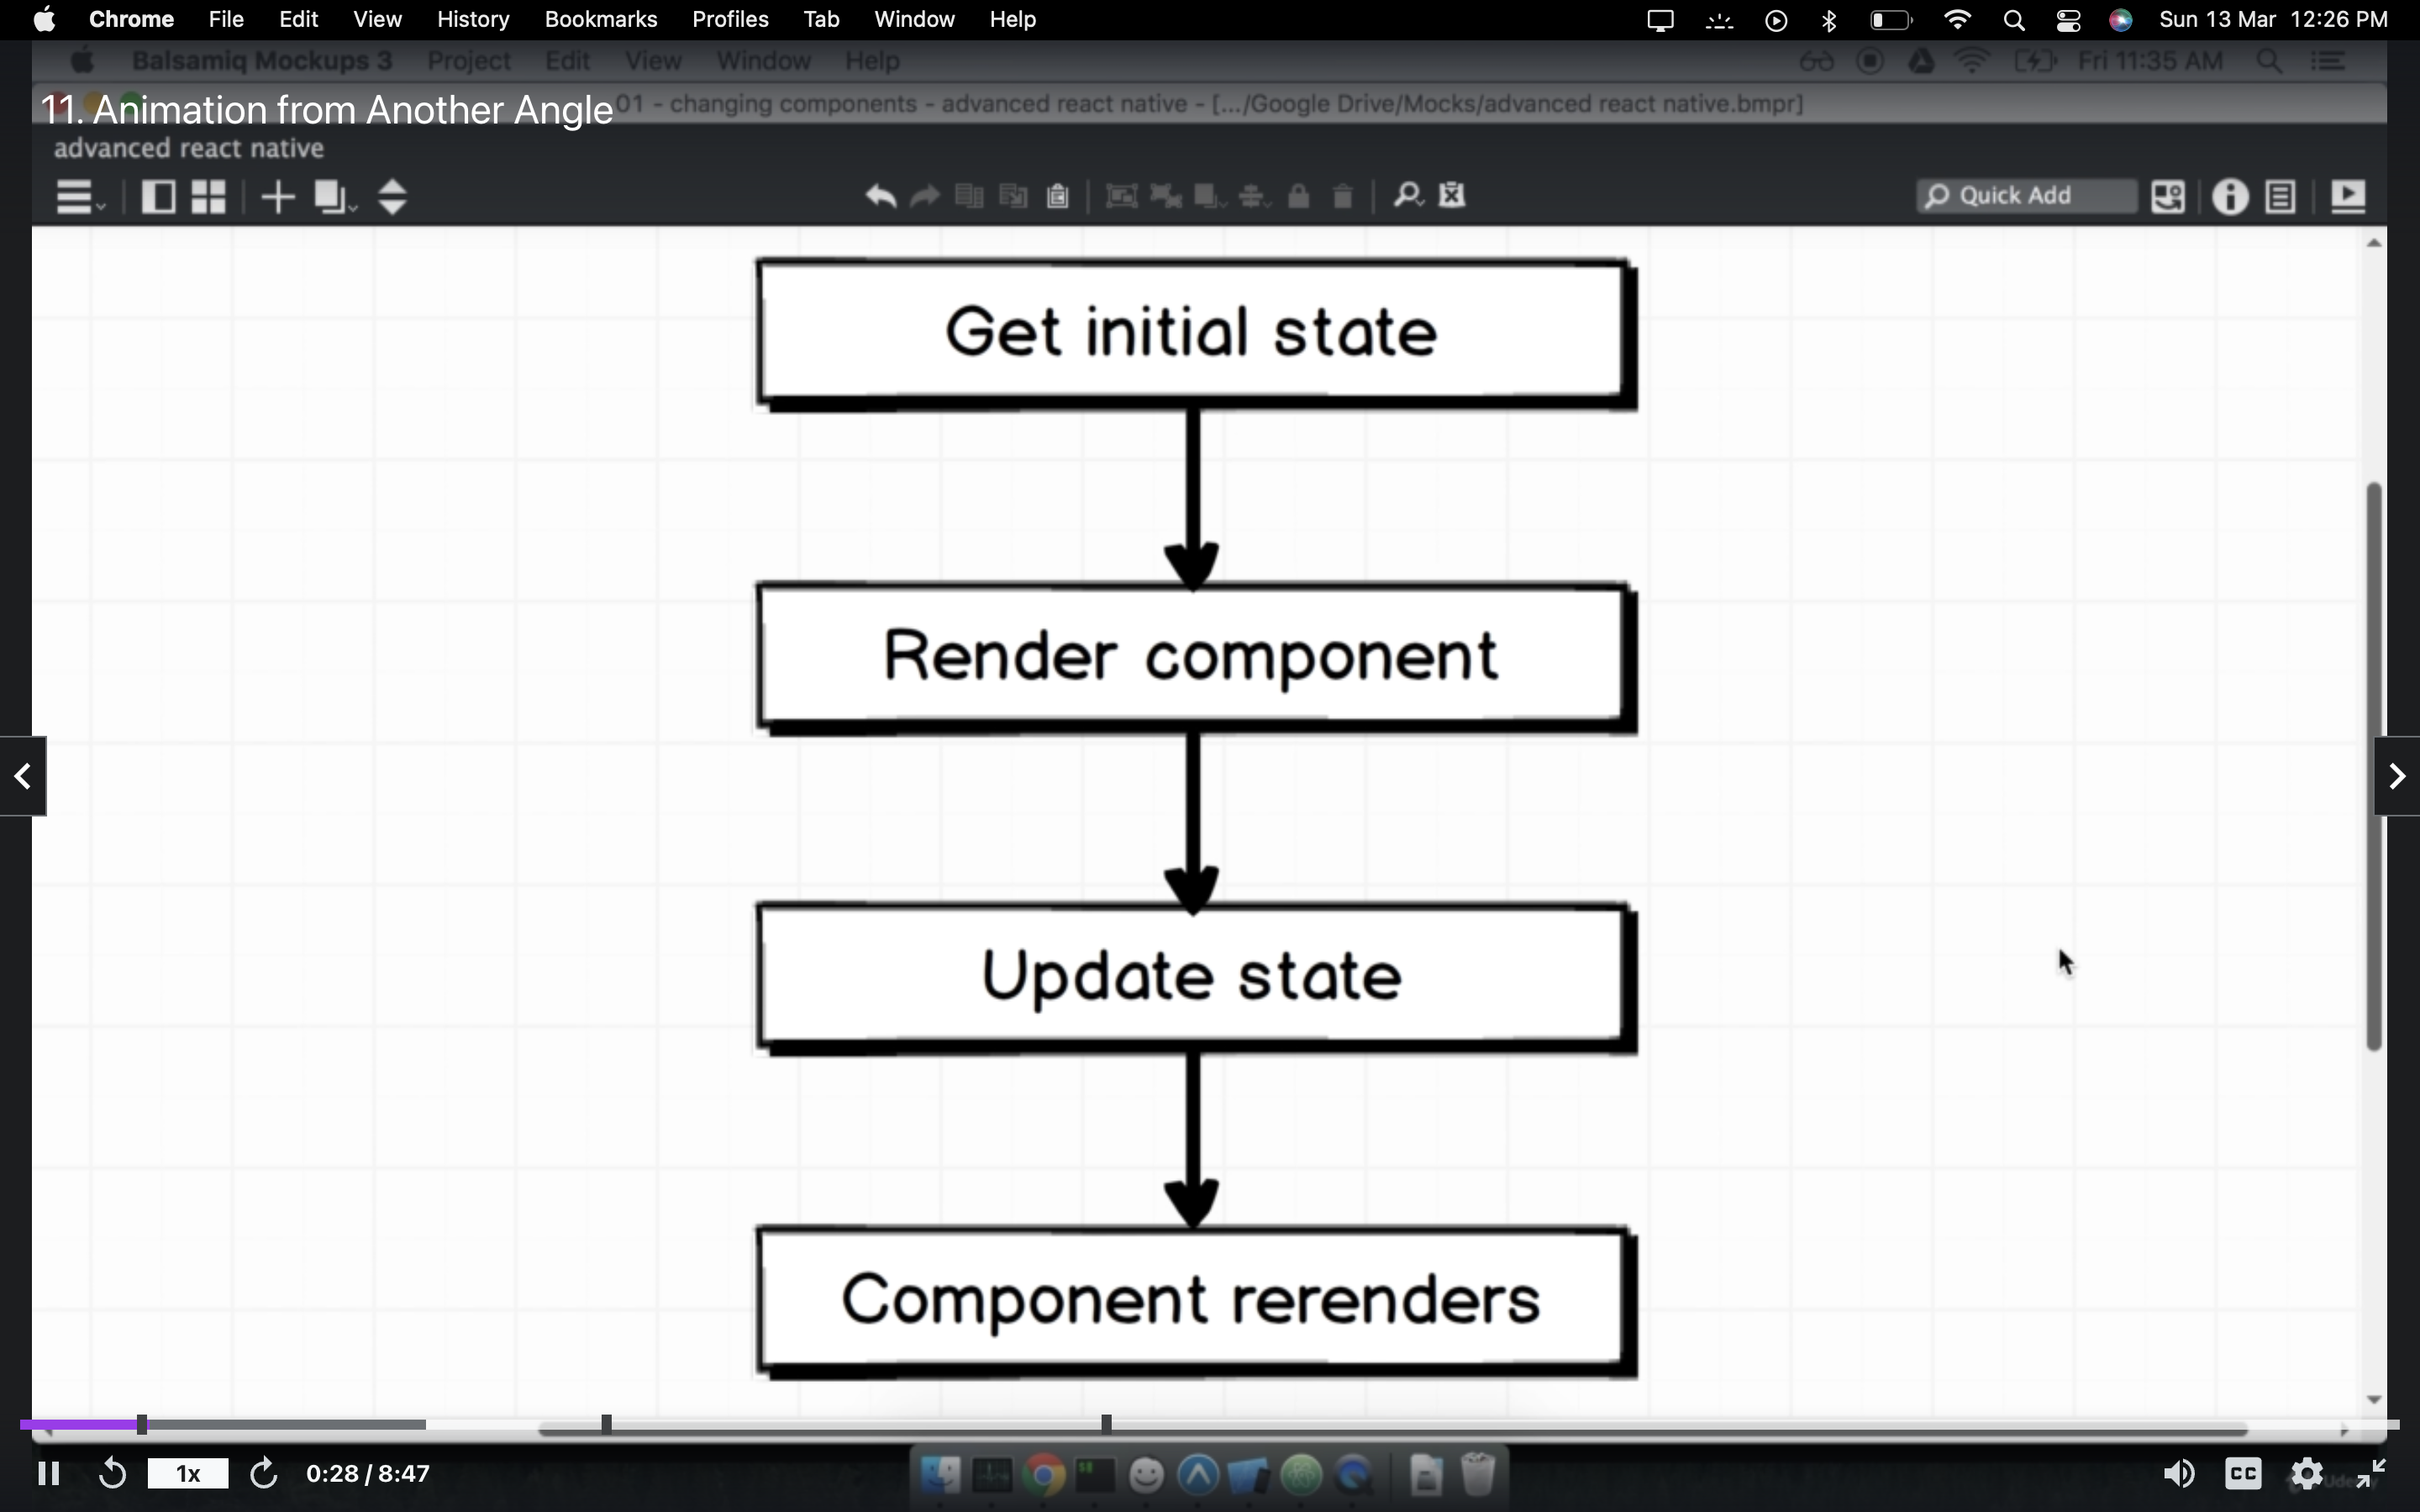 Chrome File Edit View History Bookmarks Profiles Tab Window Help Sun 13 Mar 12:26 PM
Balsamiq Mockups 3 Project Edit View Window Help Fri 11:35 AM
11. Animation from Another Angle 01 - changing components - advanced react native - [.../Google Drive/Mocks/advanced react native.bmpr]
advanced react native
Quick Add
Get initial state
Render component
Update state
Component rerenders
1x 0:28 / 8:47
CC